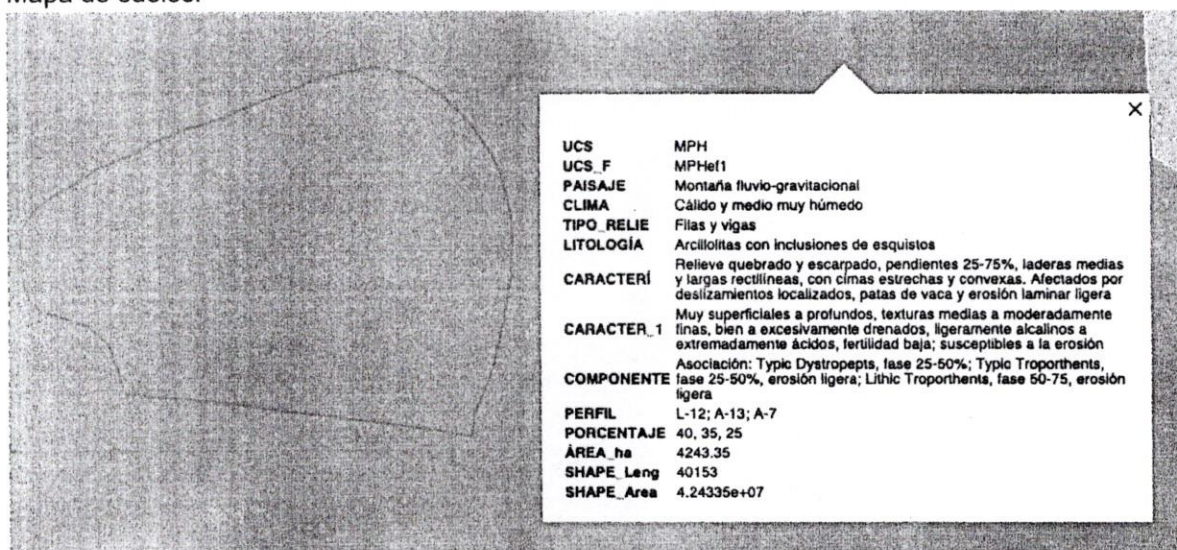 Mapa de suelos.
×
UCS MPH
UCS_F MPHef1
PAISAJE Montaña fluvio-gravitacional
CLIMA Cálido y medio muy húmedo
TIPO_RELIE Filas y vigas
LITOLOGÍA Arcillolitas con inclusiones de esquistos
Relieve quebrado y escarpado, pendientes 25-75%, laderas medias
CARACTERÍ y largas rectilíneas, con cimas estrechas y convexas. Afectados por
deslizamientos localizados, patas de vaca y erosión laminar ligera
Muy superficiales a profundos, texturas medias a moderadamente
CARACTER_1 finas, bien a excesivamente drenados, ligeramente alcalinos a
extremadamente ácidos, fertilidad baja; susceptibles a la erosión
Asociación: Typic Dystropepts, fase 25-50%; Typic Troporthents,
COMPONENTE fase 25-50%, erosión ligera; Lithic Troporthents, fase 50-75, erosión
ligera
PERFIL L-12; A-13; A-7
PORCENTAJE 40, 35, 25
ÁREA_ha 4243.35
SHAPE_Leng 40153
SHAPE_Area 4.24335e+07